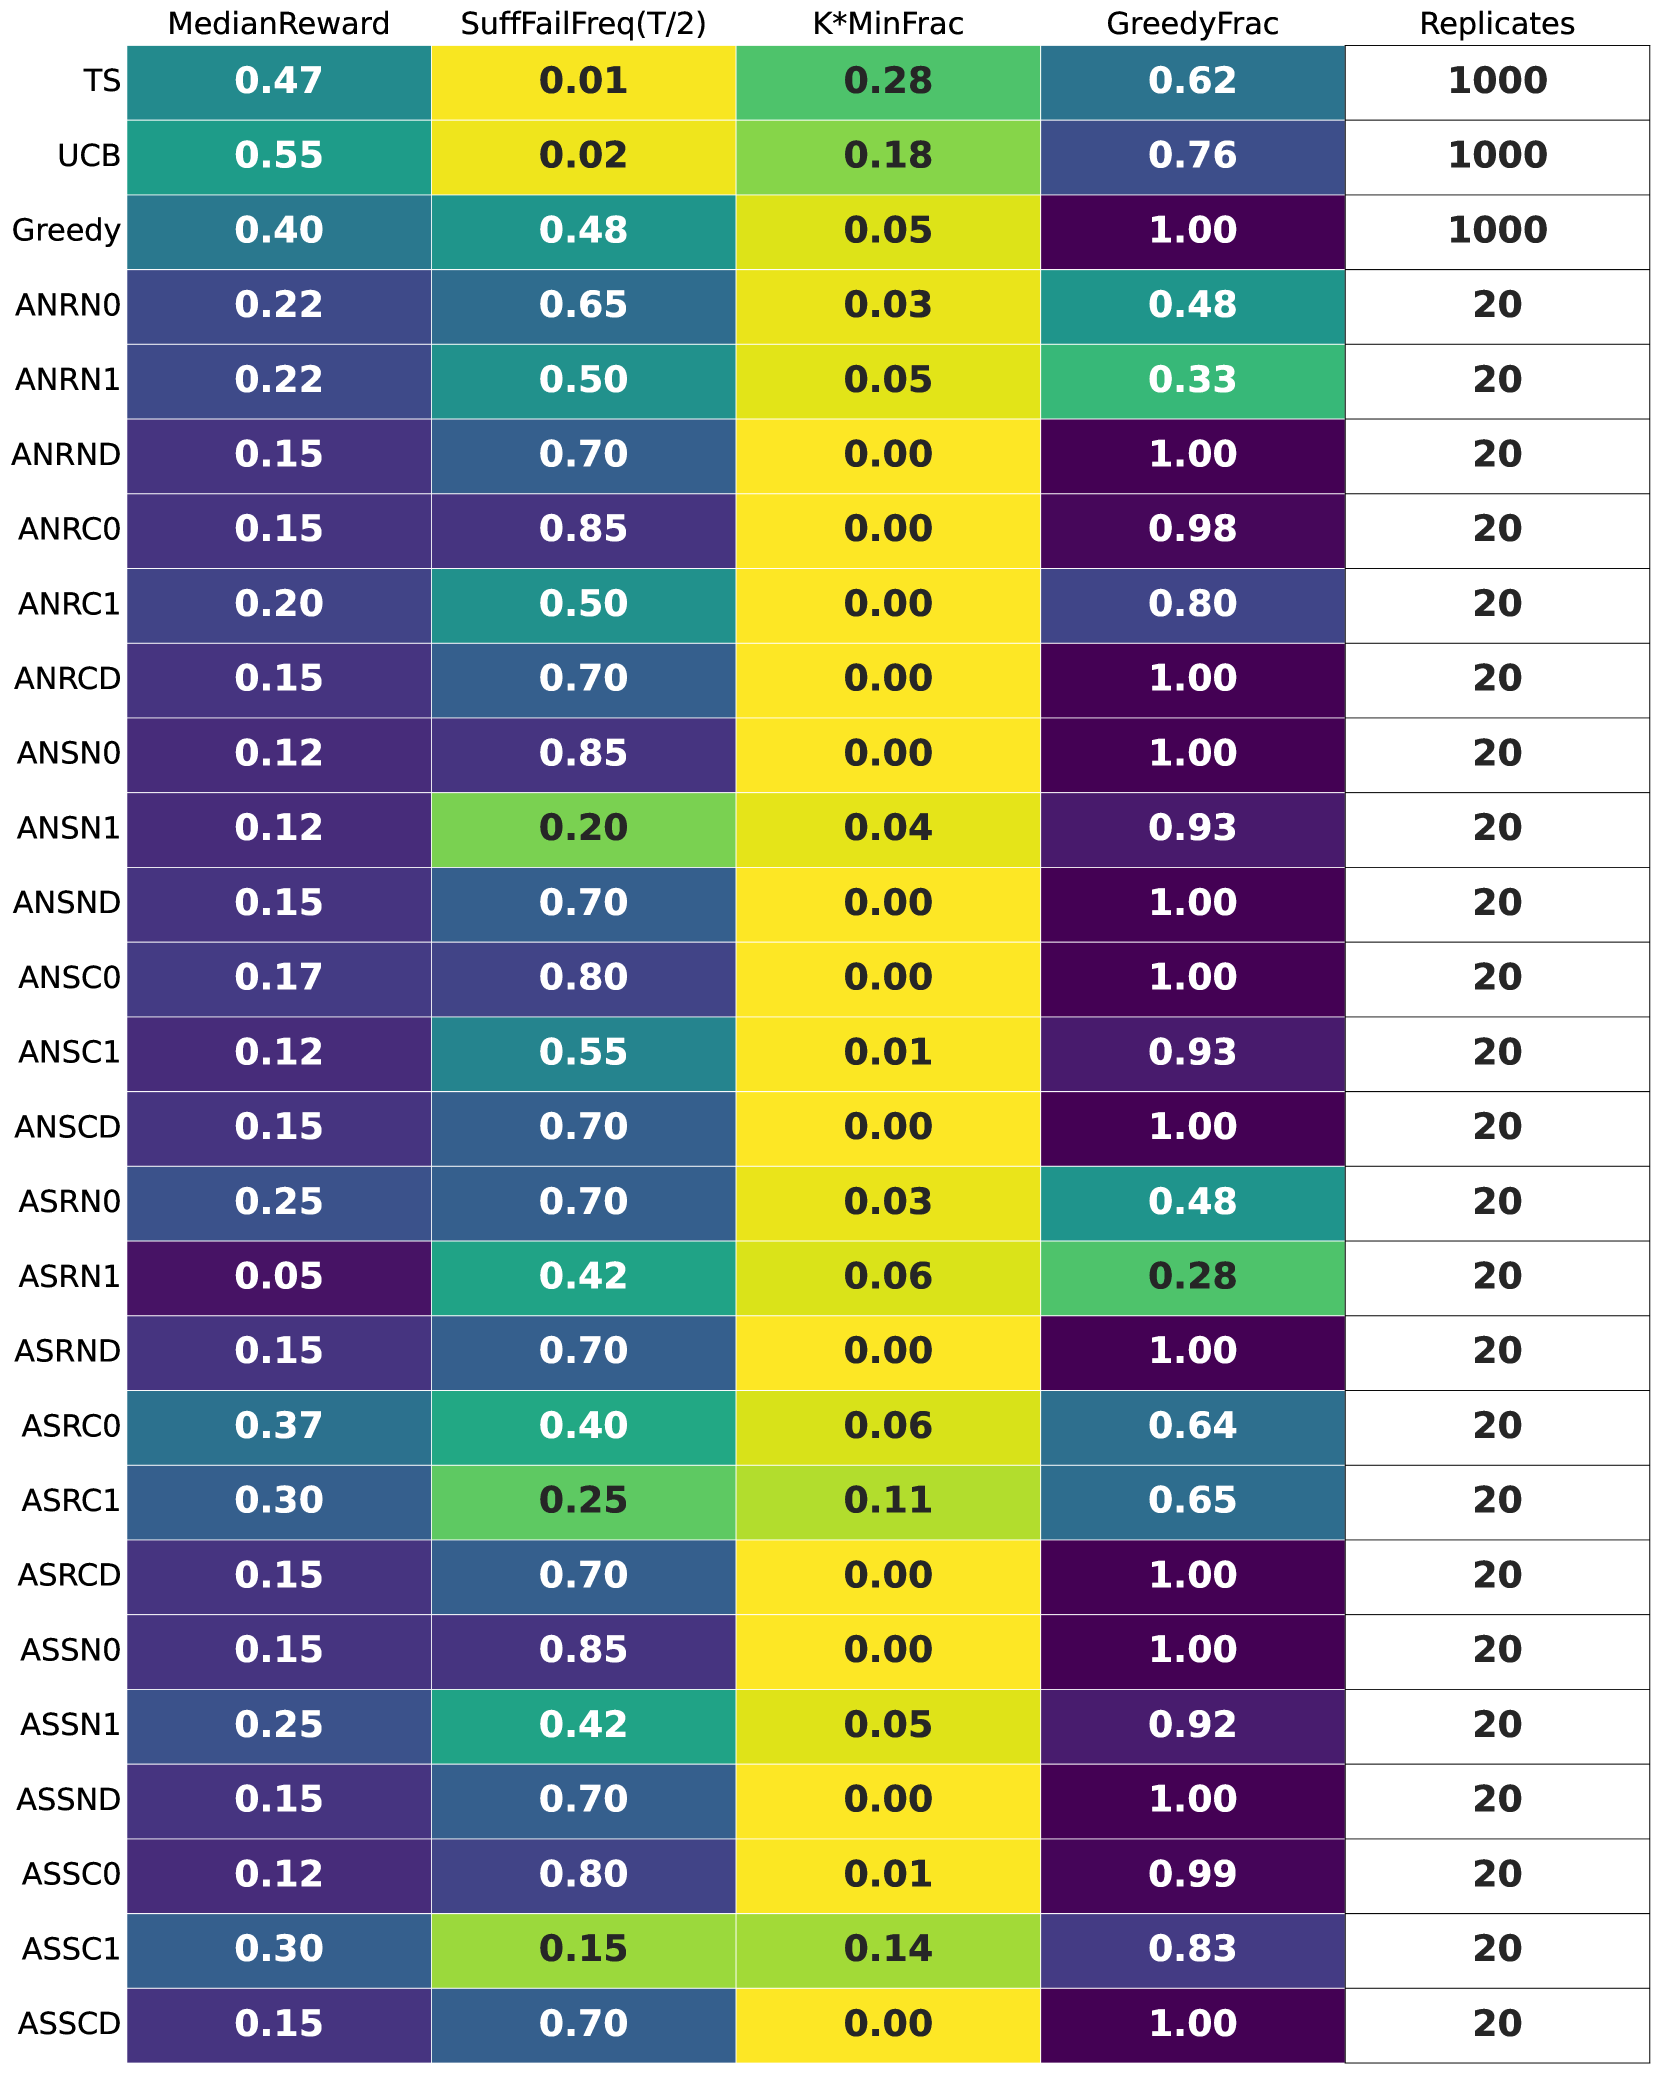 MedianReward SuffFailFreq(T/2) K*MinFrac GreedyFrac Replicates
TS 0.47 0.01 0.28 0.62 1000
UCB 0.55 0.02 0.18 0.76 1000
Greedy 0.40 0.48 0.05 1.00 1000
ANRN0 0.22 0.65 0.03 0.48 20
ANRN1 0.22 0.50 0.05 0.33 20
ANRND 0.15 0.70 0.00 1.00 20
ANRC0 0.15 0.85 0.00 0.98 20
ANRC1 0.20 0.50 0.00 0.80 20
ANRCD 0.15 0.70 0.00 1.00 20
ANSN0 0.12 0.85 0.00 1.00 20
ANSN1 0.12 0.20 0.04 0.93 20
ANSND 0.15 0.70 0.00 1.00 20
ANSC0 0.17 0.80 0.00 1.00 20
ANSC1 0.12 0.55 0.01 0.93 20
ANSCD 0.15 0.70 0.00 1.00 20
ASRN0 0.25 0.70 0.03 0.48 20
ASRN1 0.05 0.42 0.06 0.28 20
ASRND 0.15 0.70 0.00 1.00 20
ASRC0 0.37 0.40 0.06 0.64 20
ASRC1 0.30 0.25 0.11 0.65 20
ASRCD 0.15 0.70 0.00 1.00 20
ASSN0 0.15 0.85 0.00 1.00 20
ASSN1 0.25 0.42 0.05 0.92 20
ASSND 0.15 0.70 0.00 1.00 20
ASSC0 0.12 0.80 0.01 0.99 20
ASSC1 0.30 0.15 0.14 0.83 20
ASSCD 0.15 0.70 0.00 1.00 20